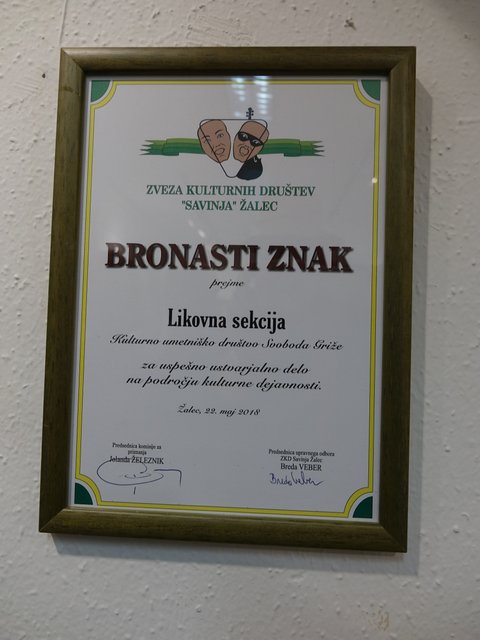 ZVEZA KULTURNIH DRUŠTEV
"SAVINJA" ŽALEC
BRONASTI ZNAK
prejme
Likovna sekcija
Kulturno umetniško društvo Svoboda Griže
za uspešno ustvarjalno delo
na področju kulturne dejavnosti.
Žalec, 22. maj 2018
Predsednica komisije za
priznanja
Jolanda ŽELEZNIK
Predsednica upravnega odbora
ZKD Savinja Žalec
Breda VEBER
Breda Veber